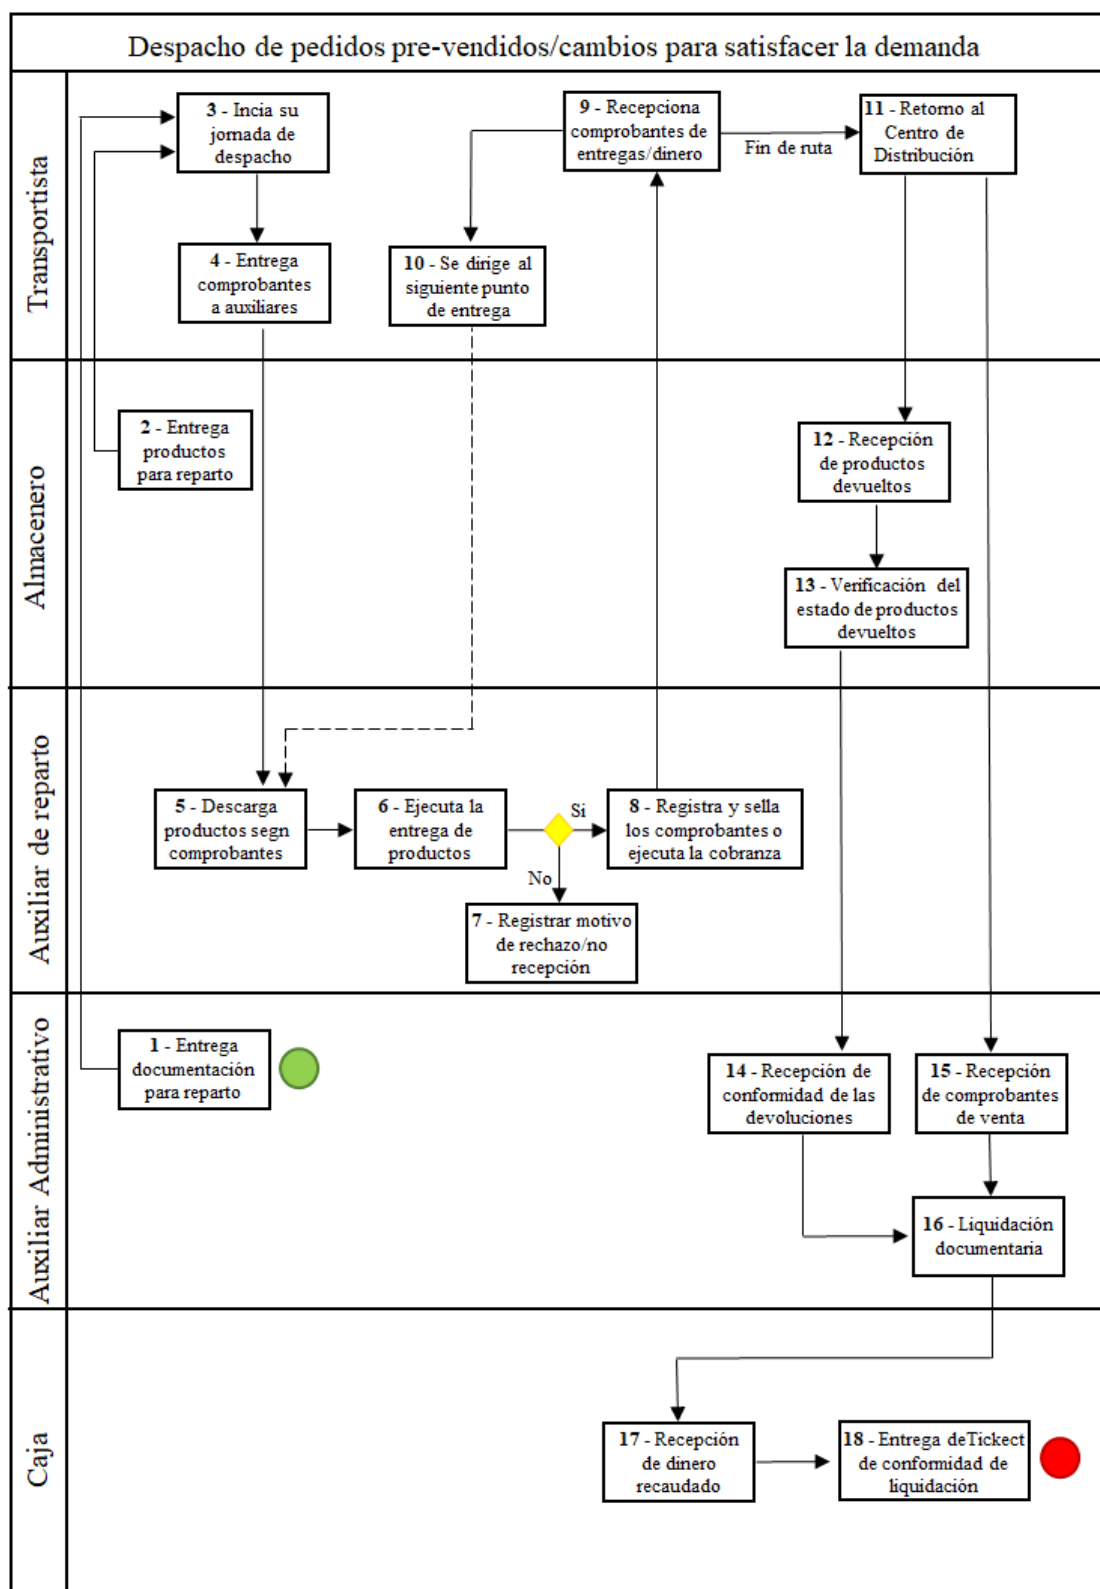 Despacho de pedidos pre-vendidos/cambios para satisfacer la demanda
Transportista
3 - Incia su
jornada de
despacho
9 - Recepciona
comprobantes de
entregas/dinero
Fin de ruta
11 - Retorno al
Centro de
Distribución
4 - Entrega
comprobantes
a auxiliares
10 - Se dirige al
siguiente punto
de entrega
Almacenero
2 - Entrega
productos
para reparto
12 - Recepción
de productos
devueltos
13 - Verificación del
estado de productos
devueltos
Auxiliar de reparto
5 - Descarga
productos segn
comprobantes
6 - Ejecuta la
entrega de
productos
Si
8 - Registra y sella
los comprobantes o
ejecuta la cobranza
No
7 - Registrar motivo
de rechazo/no
recepción
Auxiliar Administrativo
1 - Entrega
documentación
para reparto
14 - Recepción de
conformidad de las
devoluciones
15 - Recepción
de comprobantes
de venta
16 - Liquidación
documentaria
Caja
17 - Recepción
de dinero
recaudado
18 - Entrega deTickect
de conformidad de
liquidación